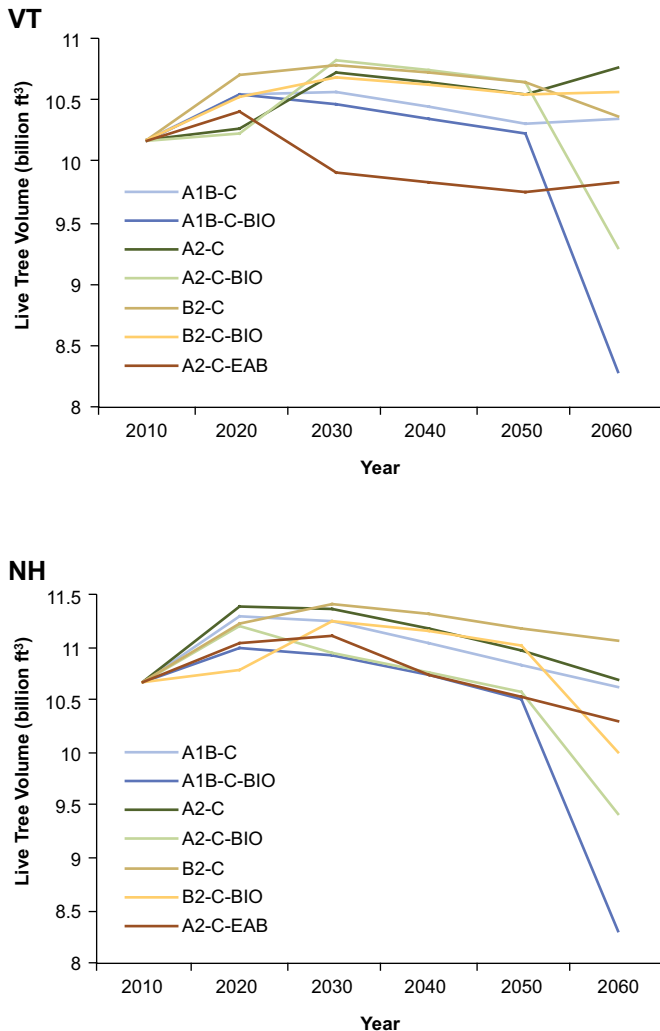 VT
Live Tree Volume (billion ft³)
11
10.5
10
9.5
9
8.5
8
A1B-C
A1B-C-BIO
A2-C
A2-C-BIO
B2-C
B2-C-BIO
A2-C-EAB
2010 2020 2030 2040 2050 2060
Year
NH
Live Tree Volume (billion ft³)
11.5
11
10.5
10
9.5
9
8.5
8
A1B-C
A1B-C-BIO
A2-C
A2-C-BIO
B2-C
B2-C-BIO
A2-C-EAB
2010 2020 2030 2040 2050 2060
Year